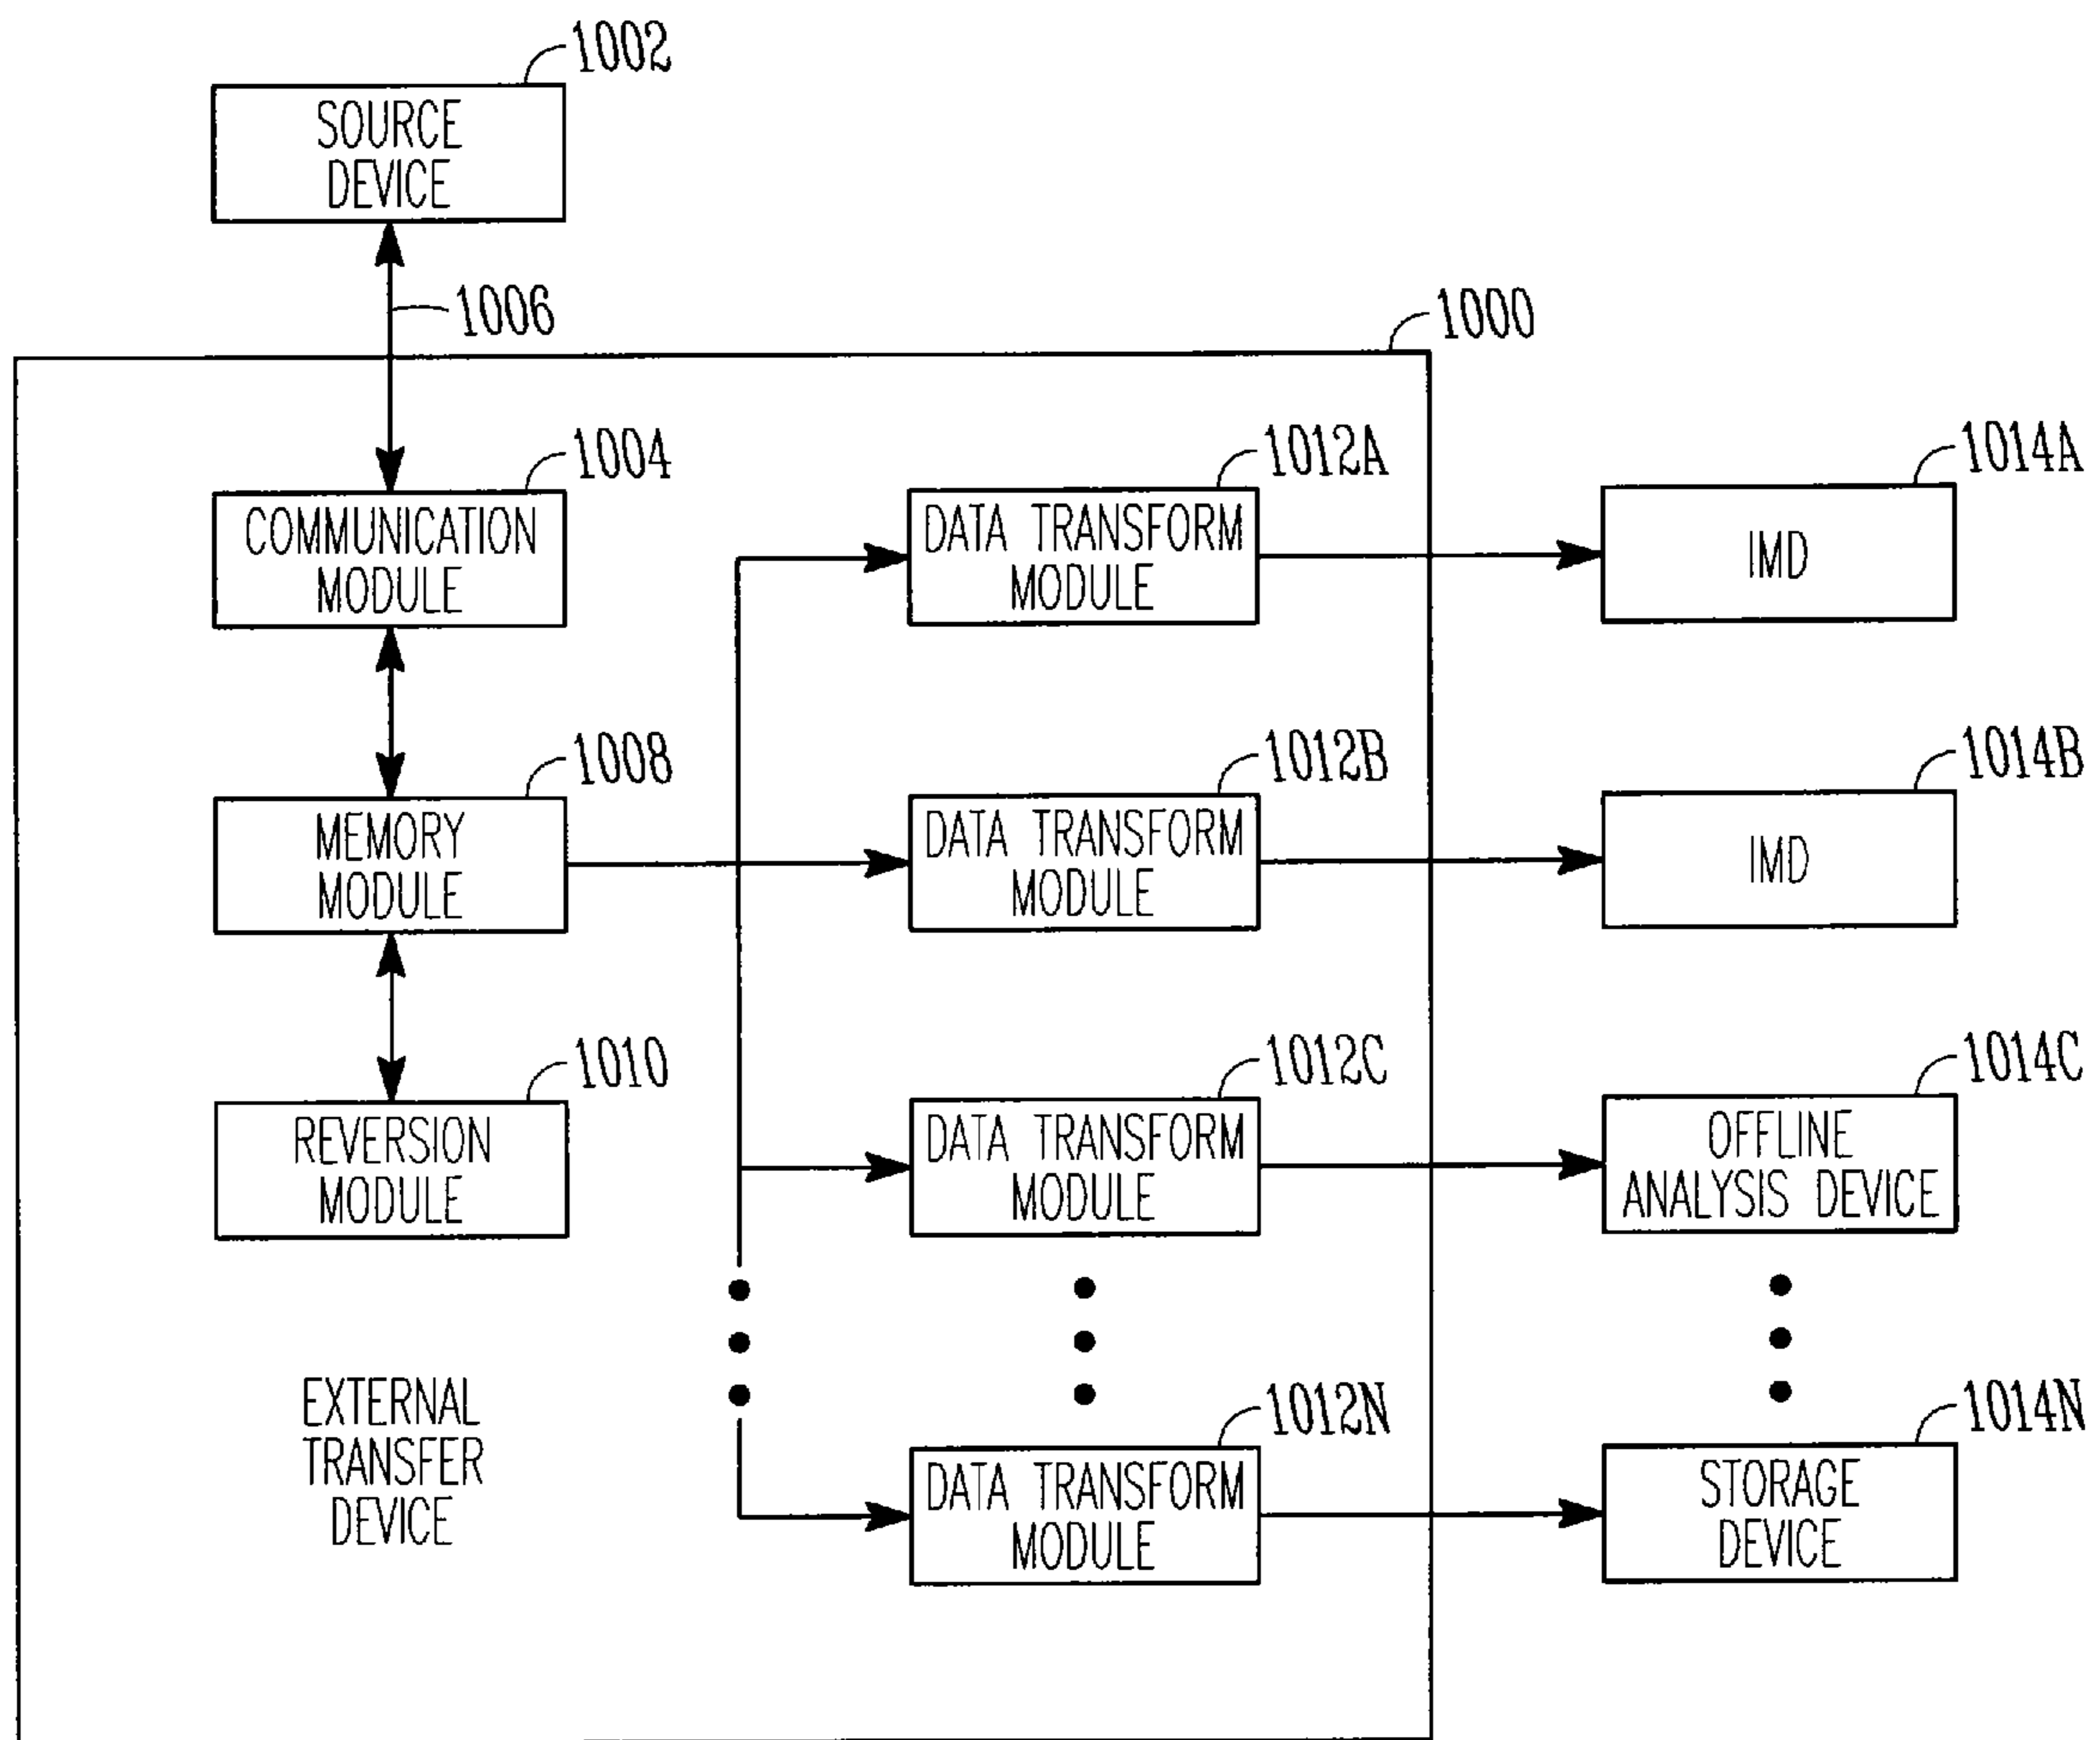 1002
SOURCE
DEVICE
1006
1000
1004
COMMUNICATION
MODULE
1012A
DATA TRANSFORM
MODULE
1014A
IMD
1008
MEMORY
MODULE
1012B
DATA TRANSFORM
MODULE
1014B
IMD
1010
REVERSION
MODULE
1012C
DATA TRANSFORM
MODULE
1014C
OFFLINE
ANALYSIS DEVICE
EXTERNAL
TRANSFER
DEVICE
1012N
DATA TRANSFORM
MODULE
1014N
STORAGE
DEVICE